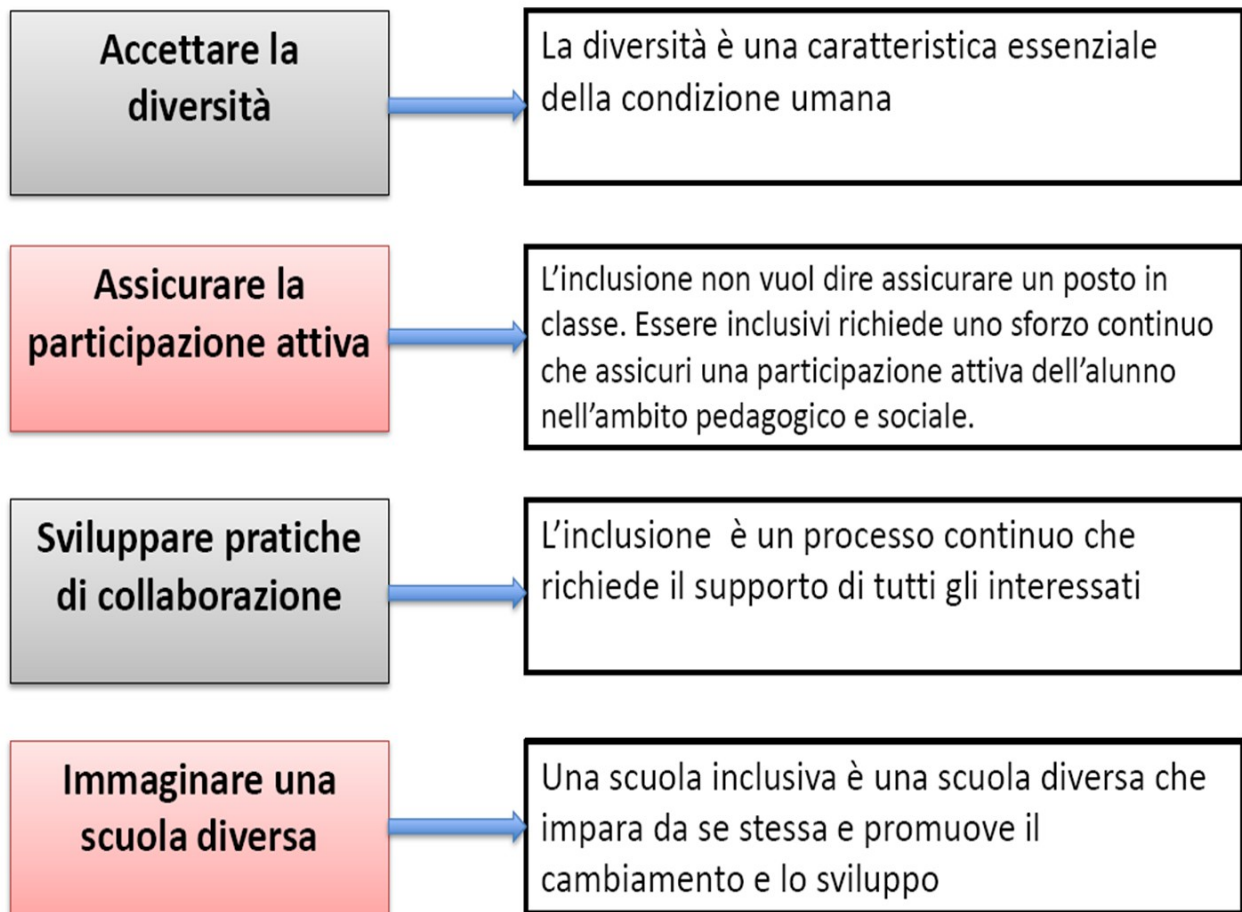 Accettare la
diversità
La diversità è una caratteristica essenziale
della condizione umana
Assicurare la
participazione attiva
L'inclusione non vuol dire assicurare un posto in
classe. Essere inclusivi richiede uno sforzo continuo
che assicuri una participazione attiva dell'alunno
nell'ambito pedagogico e sociale.
Sviluppare pratiche
di collaborazione
L'inclusione è un processo continuo che
richiede il supporto di tutti gli interessati
Immaginare una
scuola diversa
Una scuola inclusiva è una scuola diversa che
impara da se stessa e promuove il
cambiamento e lo sviluppo